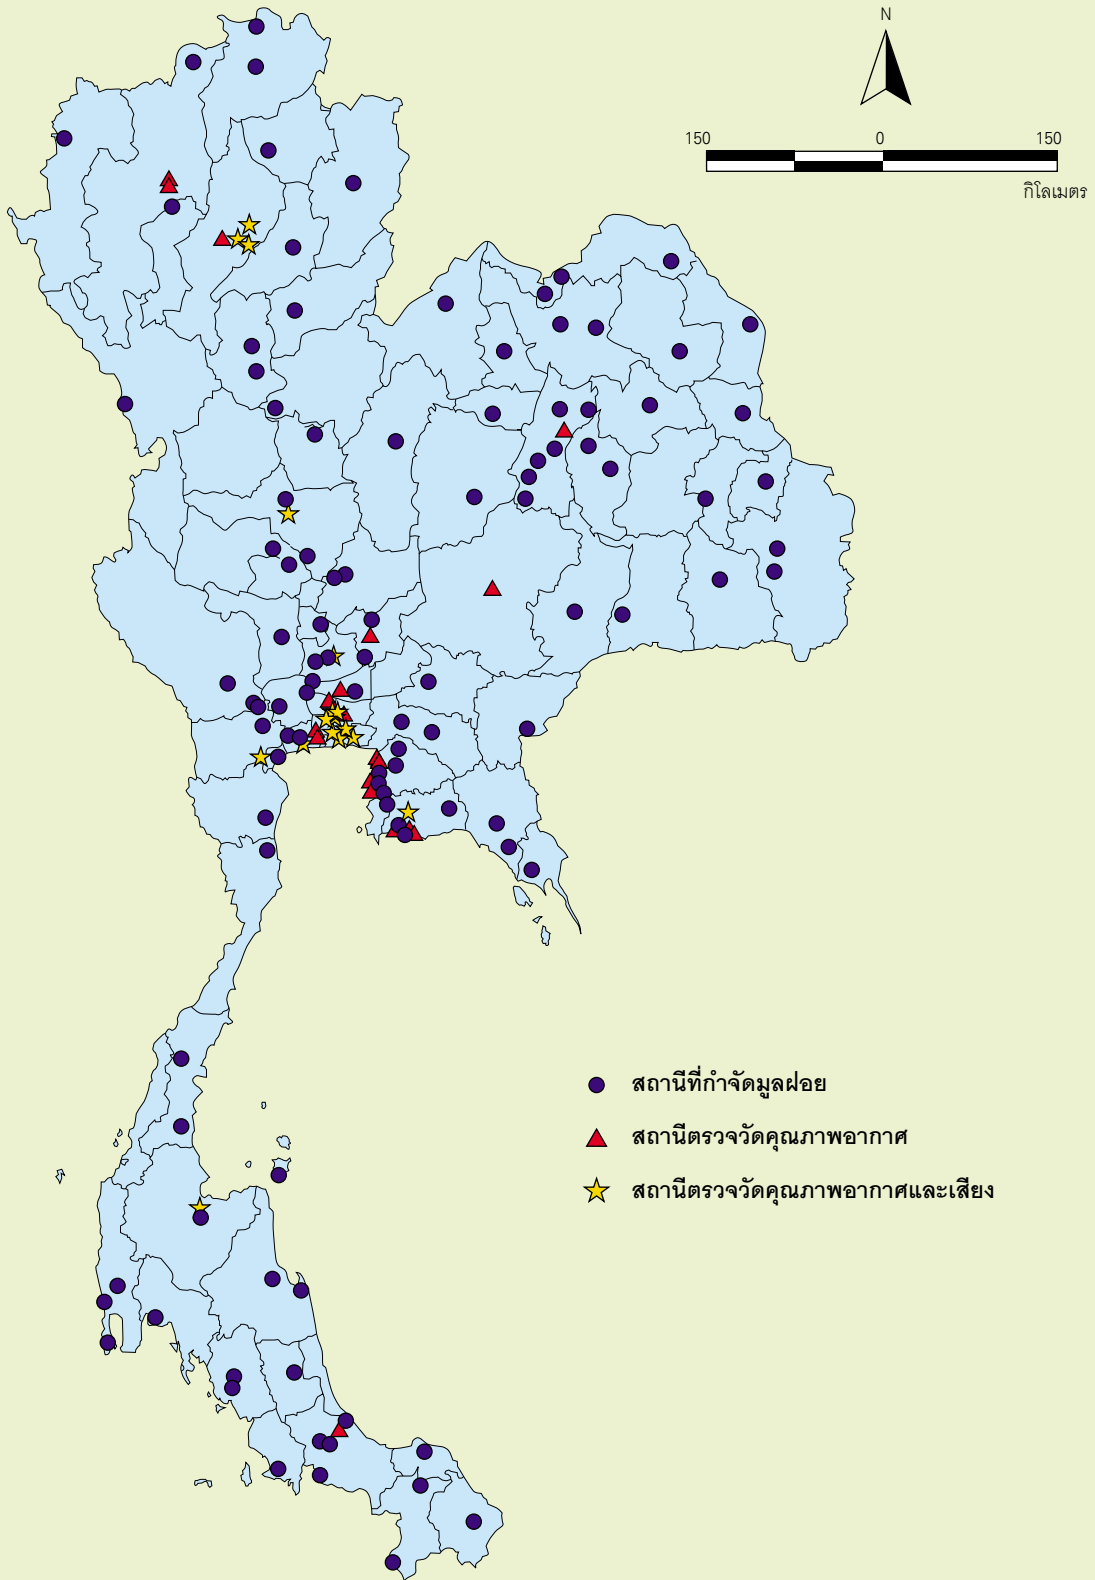 N
150 0 150
กิโลเมตร
สถานีที่กำจัดมูลฝอย
สถานีตรวจวัดคุณภาพอากาศ
สถานีตรวจวัดคุณภาพอากาศและเสียง